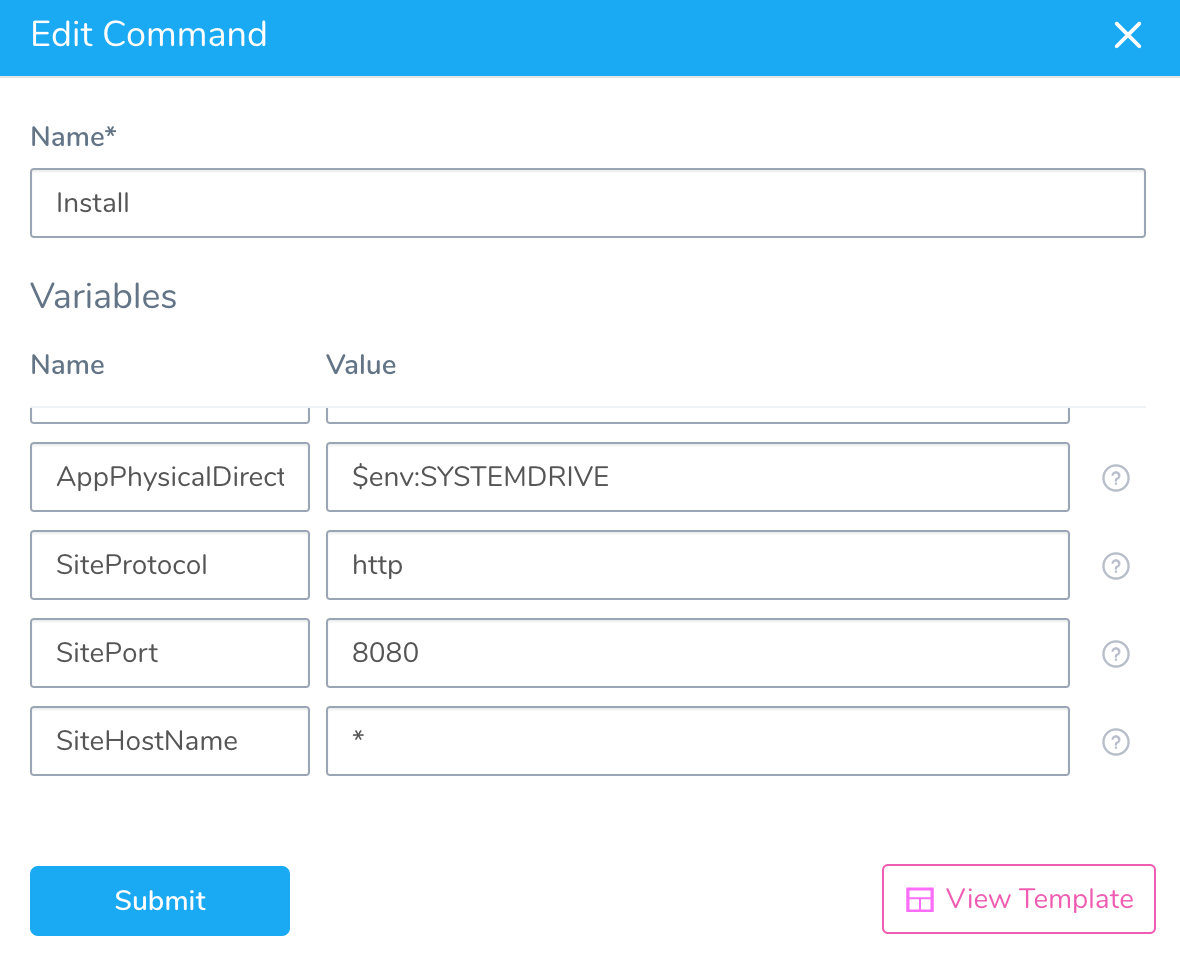 Edit Command
Name*
Install
Variables
Name Value
AppPhysicalDirect $env:SYSTEMDRIVE ?
SiteProtocol http ?
SitePort 8080 ?
SiteHostName * ?
Submit View Template